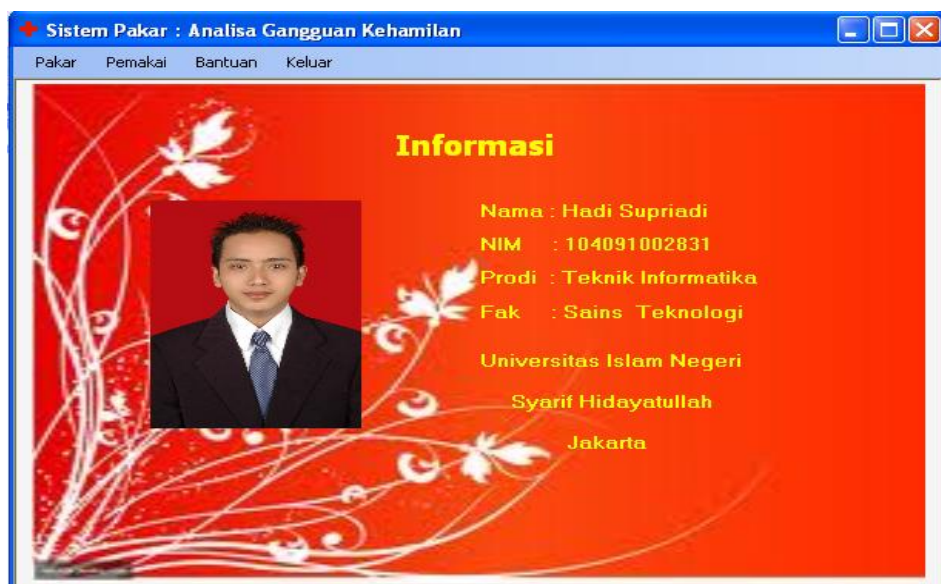 Sistem Pakar : Analisa Gangguan Kehamilan
Pakar Pemakai Bantuan Keluar
Informasi
Nama : Hadi Supriadi
NIM : 104091002831
Prodi : Teknik Informatika
Fak : Sains Teknologi
Universitas Islam Negeri
Syarif Hidayatullah
Jakarta